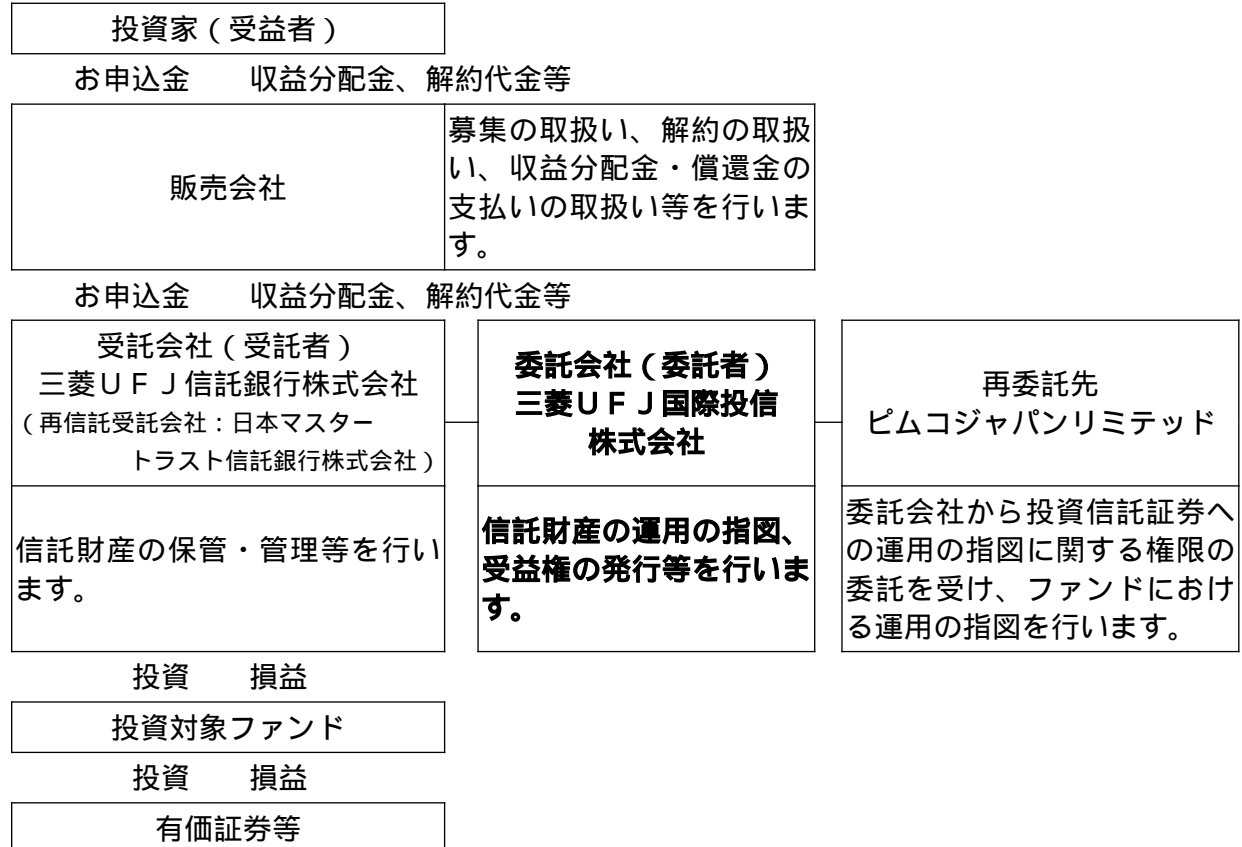 投資家（受益者）
お申込金　　収益分配金、解約代金等
販売会社
募集の取扱い、解約の取扱
い、収益分配金・償還金の
支払いの取扱い等を行いま
す。
お申込金　　収益分配金、解約代金等
受託会社（受託者）
三菱ＵＦＪ信託銀行株式会社
（再信託受託会社：日本マスター
トラスト信託銀行株式会社）
委託会社（委託者）
三菱ＵＦＪ国際投信
株式会社
再委託先
ピムコジャパンリミテッド
信託財産の保管・管理等を行い
ます。
信託財産の運用の指図、
受益権の発行等を行いま
す。
委託会社から投資信託証券へ
の運用の指図に関する権限の
委託を受け、ファンドにおけ
る運用の指図を行います。
投資　　損益
投資対象ファンド
投資　　損益
有価証券等